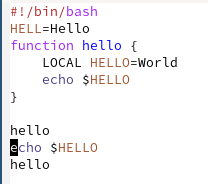 #!/bin/bash
HELL=Hello
function hello {
    LOCAL HELLO=World
    echo $HELLO
}

hello
echo $HELLO
hello